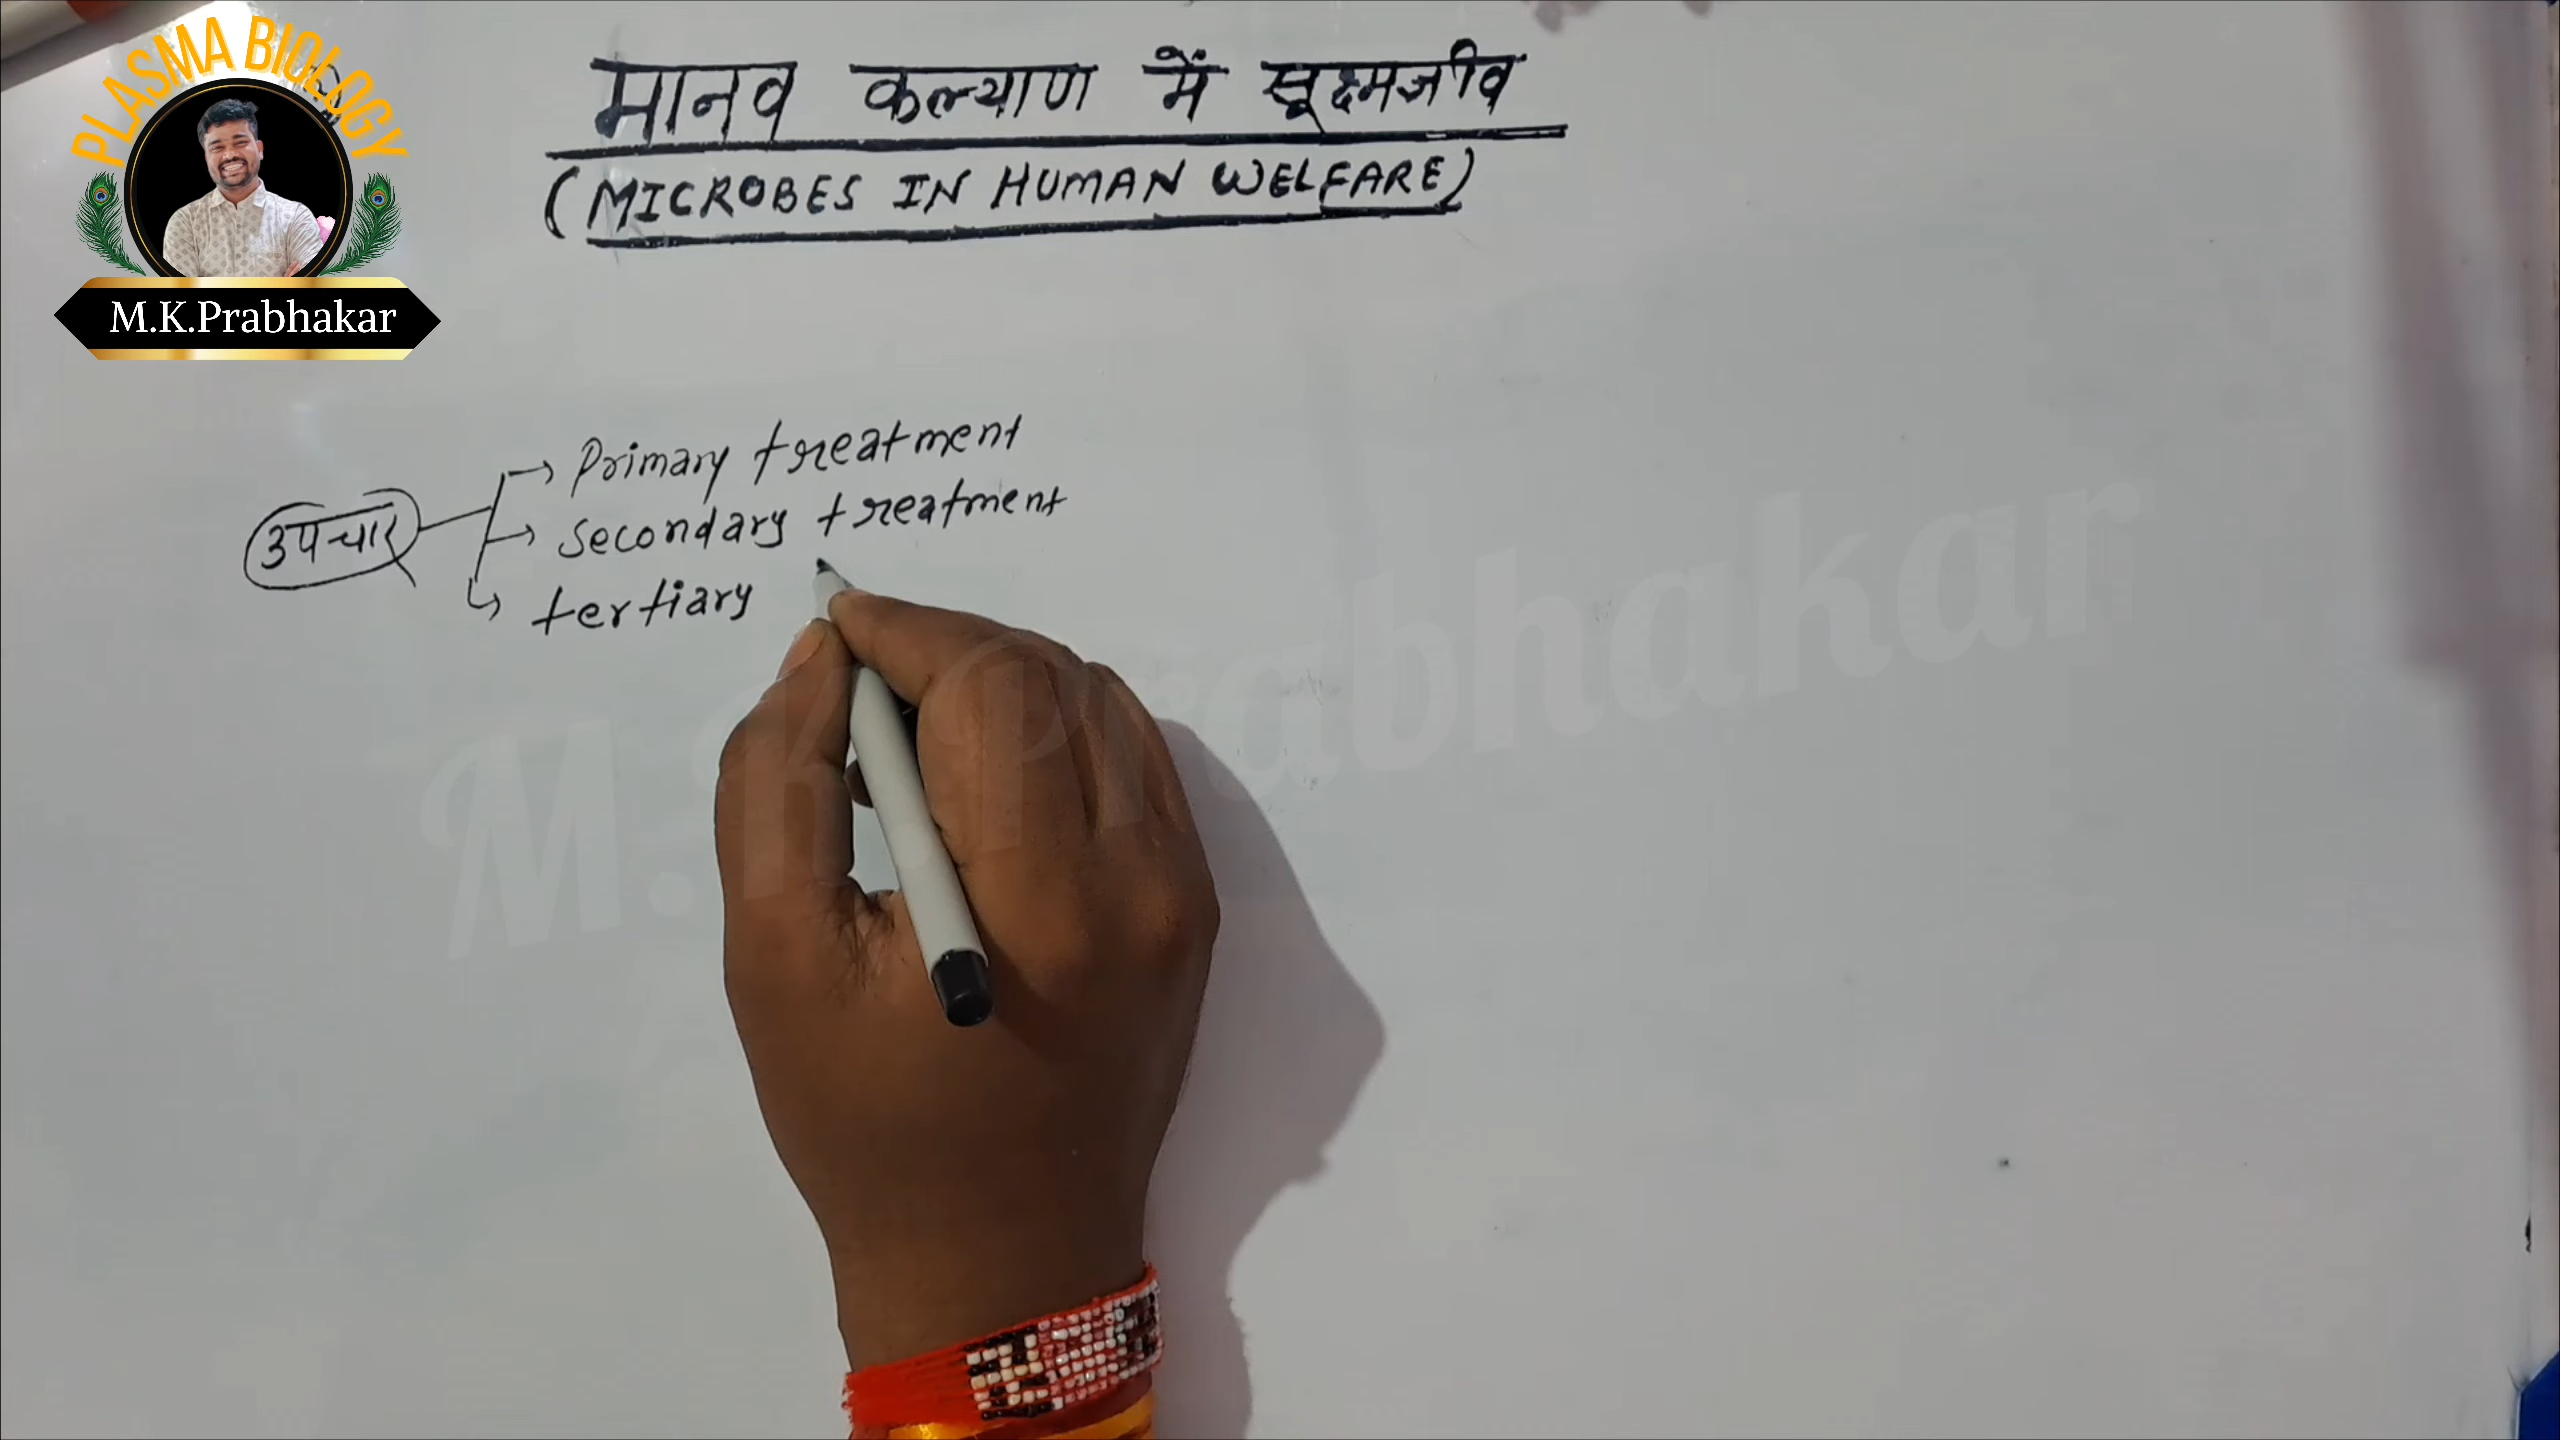 PLASMA BIOLOGY
M.K.Prabhakar
मानव कल्याण में सूक्ष्मजीव
(MICROBES IN HUMAN WELFARE)
उपचार
Primary treatment
Secondary treatment
tertiary
M.K Prabhakar